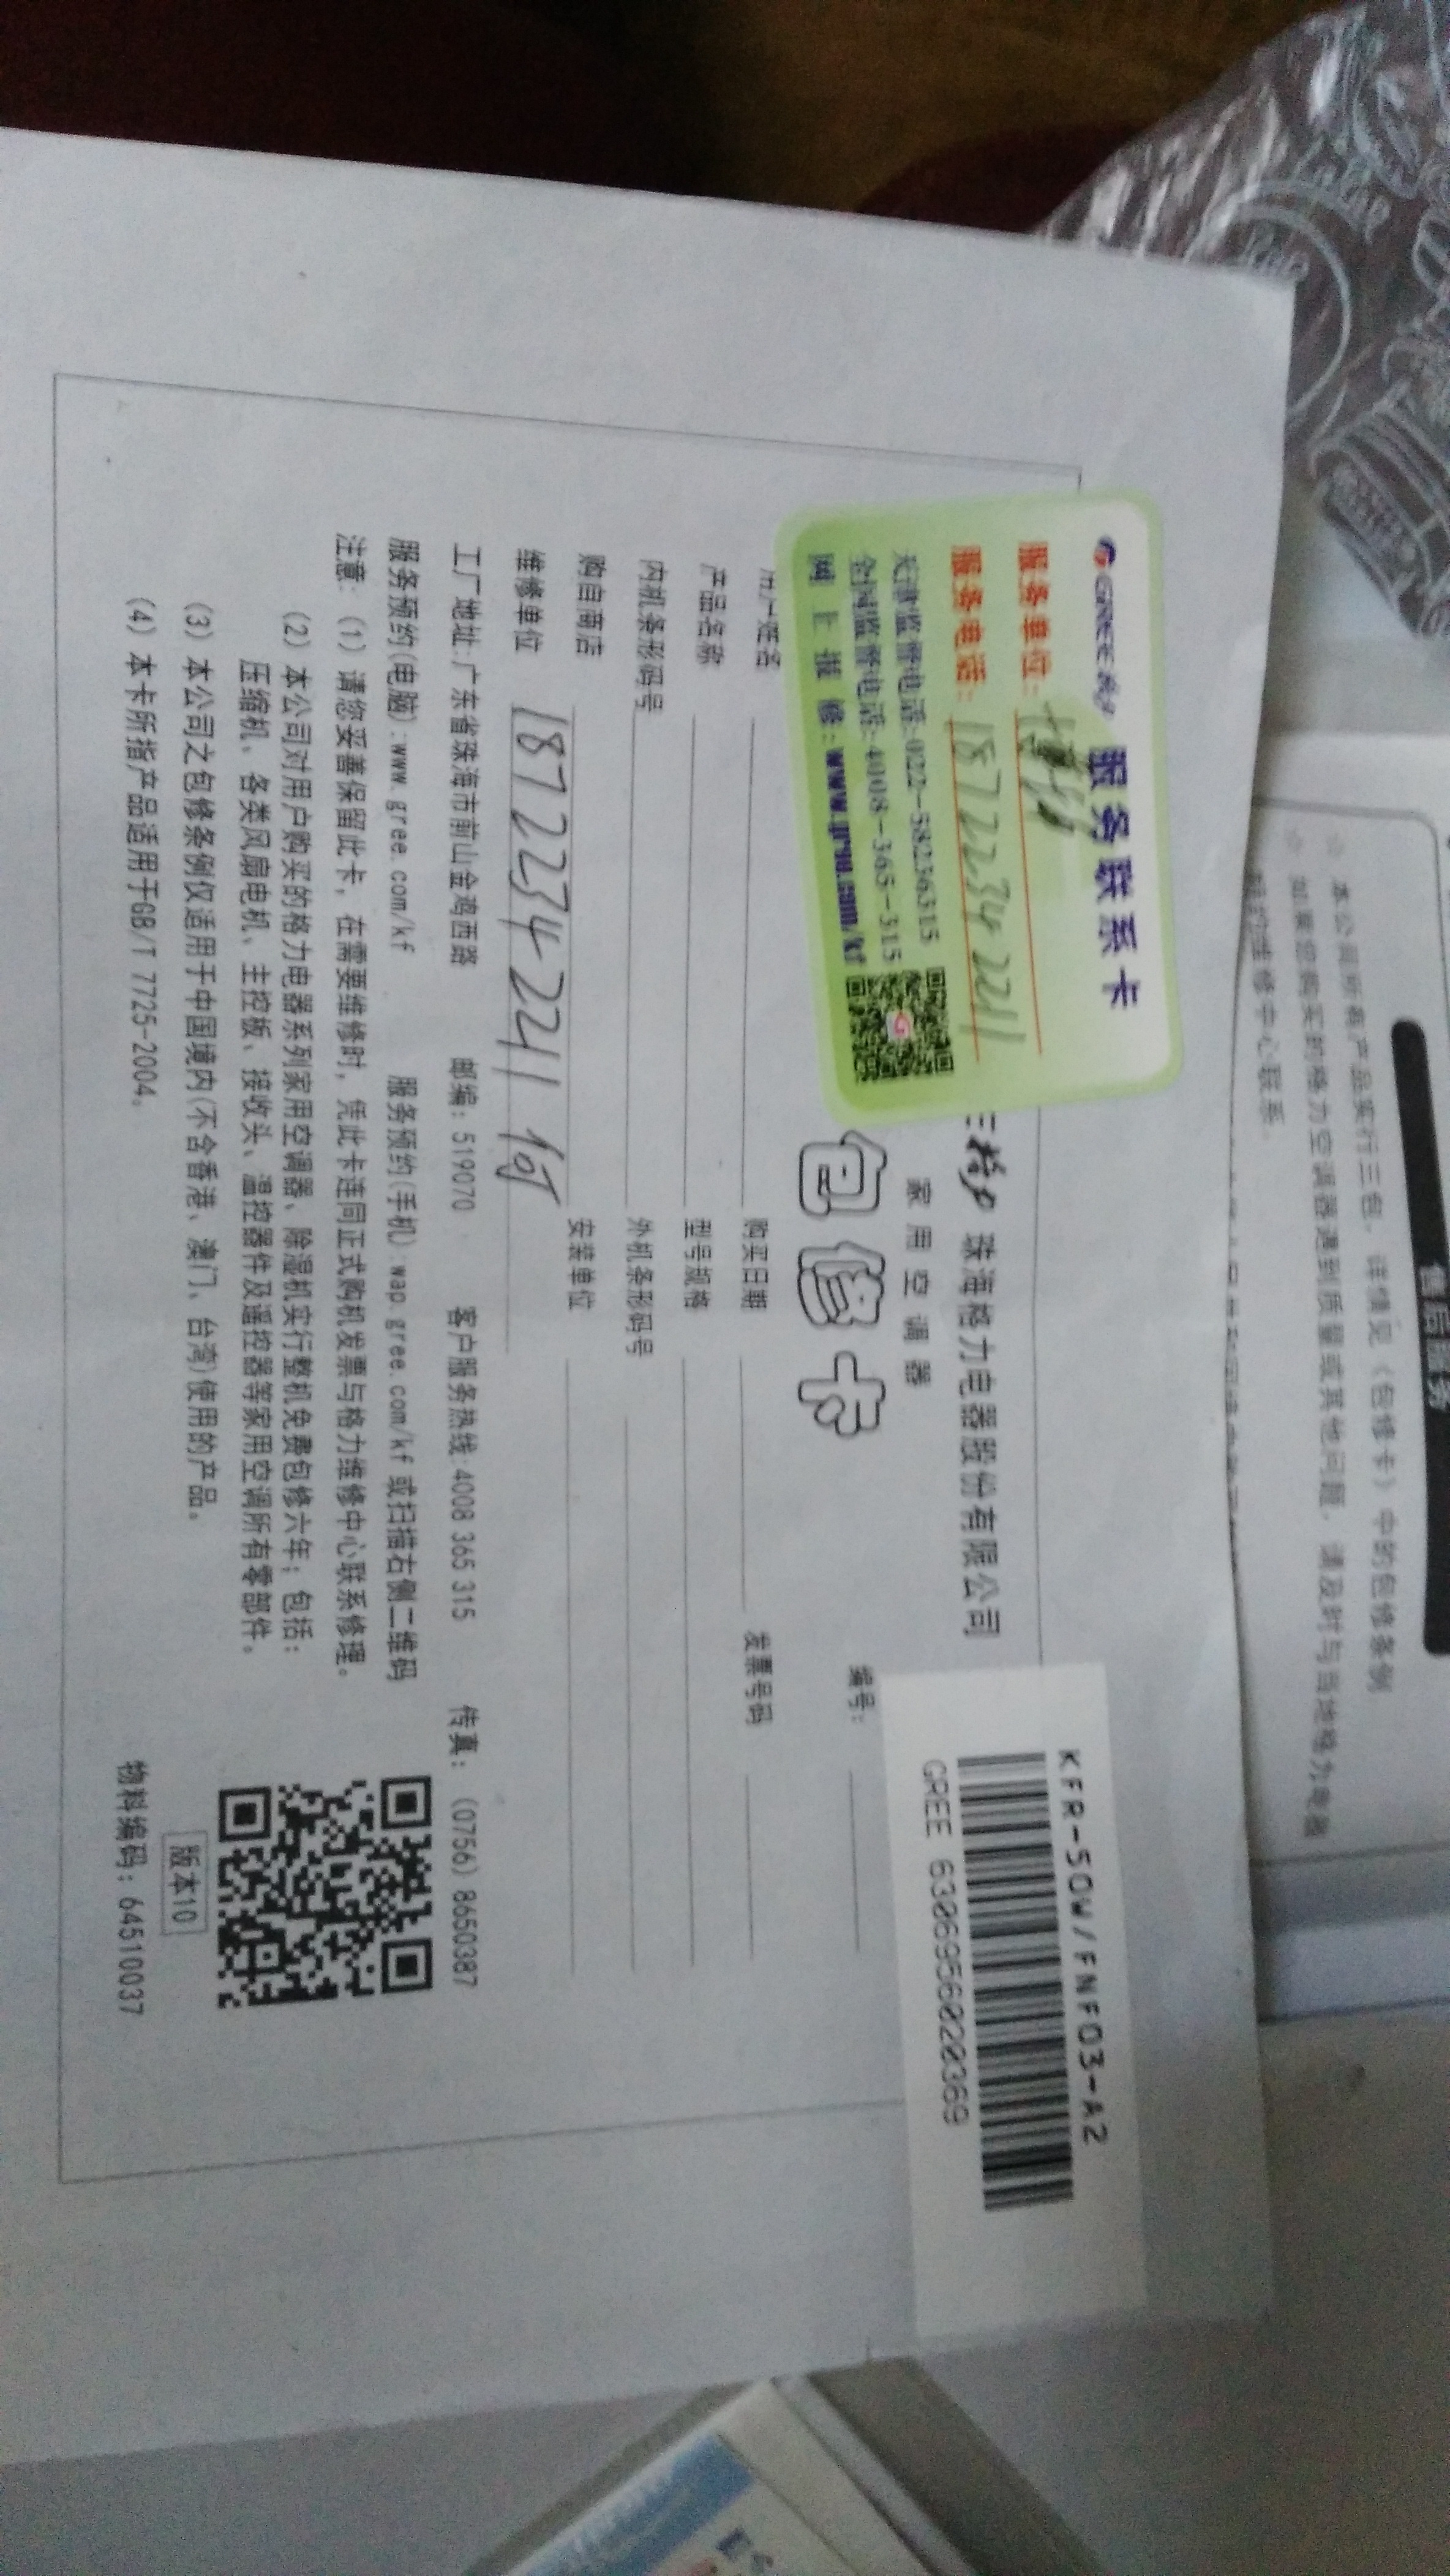 GREE 格力 服务联系卡
服务单位：
服务电话：18722342241
天津监督电话:022-58236315
全国监督电话:4008-365-315
网上报修：www.gree.com/kf
KFR-50W/FNF03-A2
GREE 6306956020369
格力 珠海格力电器股份有限公司
家用空调器
包修卡
编号：
用户姓名 购买日期 发票号码
产品名称 型号规格
内机条形码号 外机条形码号
购自商店 安装单位
维修单位 18722342241 何
工厂地址:广东省珠海市前山金鸡西路 邮编：519070 客户服务热线:4008 365 315 传真：(0756) 8650387
服务预约(电脑):www.gree.com/kf 服务预约(手机):wap.gree.com/kf 或扫描右侧二维码
注意：(1) 请您妥善保留此卡，在需要维修时，凭此卡连同正式购机发票与格力维修中心联系修理。
(2) 本公司对用户购买的格力电器系列家用空调器、除湿机实行整机免费包修六年；包括：
压缩机、各类风扇电机、主控板、接收头、温控器件及遥控器等家用空调所有零部件。
(3) 本公司之包修条例仅适用于中国境内(不含香港、澳门、台湾)使用的产品。
(4) 本卡所指产品适用于GB/T 7725-2004。
版本10
物料编码：64510037
售后服务
本公司所有产品实行三包，详情见《包修卡》中的包修条例
如果您购买的格力空调器遇到质量或其他问题，请及时与当地格力电器
维修中心联系